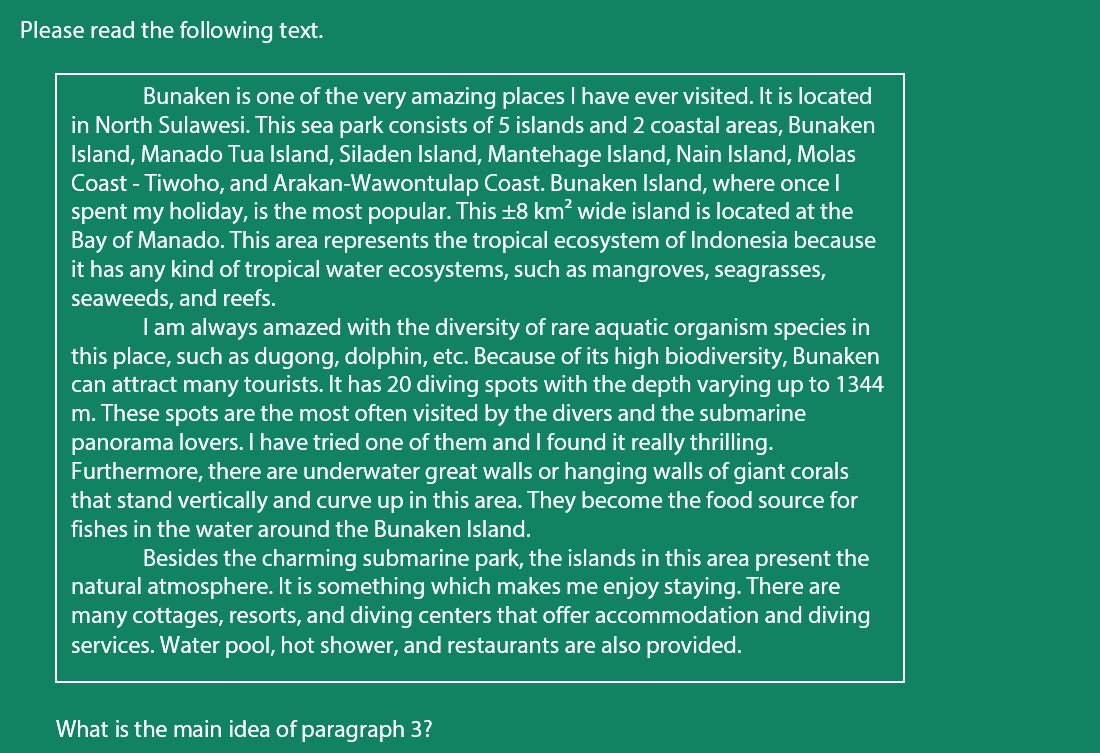 Please read the following text.
Bunaken is one of the very amazing places I have ever visited. It is located
in North Sulawesi. This sea park consists of 5 islands and 2 coastal areas, Bunaken
Island, Manado Tua Island, Siladen Island, Mantehage Island, Nain Island, Molas
Coast - Tiwoho, and Arakan-Wawontulap Coast. Bunaken Island, where once I
spent my holiday, is the most popular. This ±8 km² wide island is located at the
Bay of Manado. This area represents the tropical ecosystem of Indonesia because
it has any kind of tropical water ecosystems, such as mangroves, seagrasses,
seaweeds, and reefs.
I am always amazed with the diversity of rare aquatic organism species in
this place, such as dugong, dolphin, etc. Because of its high biodiversity, Bunaken
can attract many tourists. It has 20 diving spots with the depth varying up to 1344
m. These spots are the most often visited by the divers and the submarine
panorama lovers. I have tried one of them and I found it really thrilling.
Furthermore, there are underwater great walls or hanging walls of giant corals
that stand vertically and curve up in this area. They become the food source for
fishes in the water around the Bunaken Island.
Besides the charming submarine park, the islands in this area present the
natural atmosphere. It is something which makes me enjoy staying. There are
many cottages, resorts, and diving centers that offer accommodation and diving
services. Water pool, hot shower, and restaurants are also provided.
What is the main idea of paragraph 3?